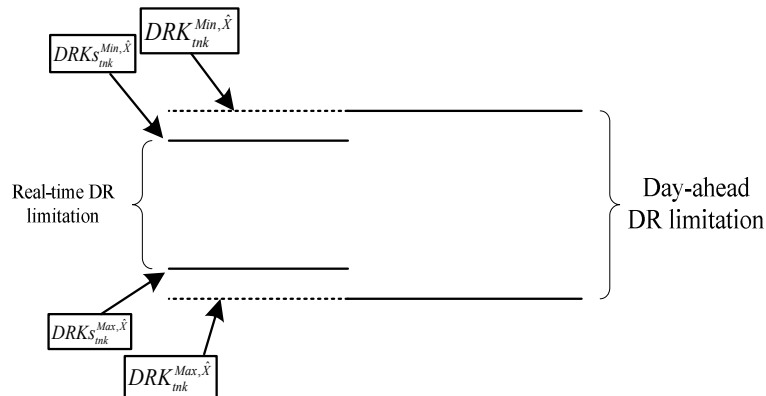 DRK_{tnk}^{Min, X̂}
DRKs_{tnk}^{Min, X̂}
Real-time DR
limitation
Day-ahead
DR limitation
DRKs_{tnk}^{Max, X̂}
DRK_{tnk}^{Max, X̂}